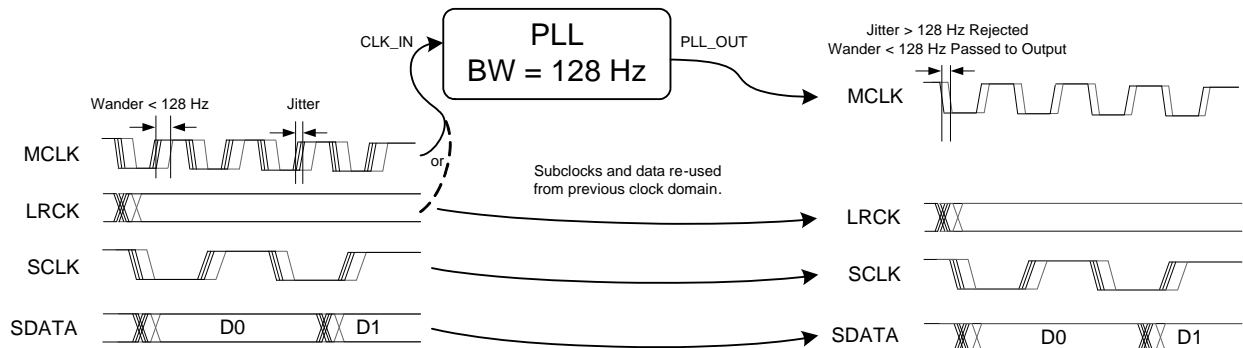 PLL
BW = 128 Hz
CLK_IN
PLL_OUT
Wander < 128 Hz
Jitter
MCLK
or
LRCK
SCLK
SDATA
D0
D1
Subclocks and data re-used
from previous clock domain.
Jitter > 128 Hz Rejected
Wander < 128 Hz Passed to Output
MCLK
LRCK
SCLK
SDATA
D0
D1